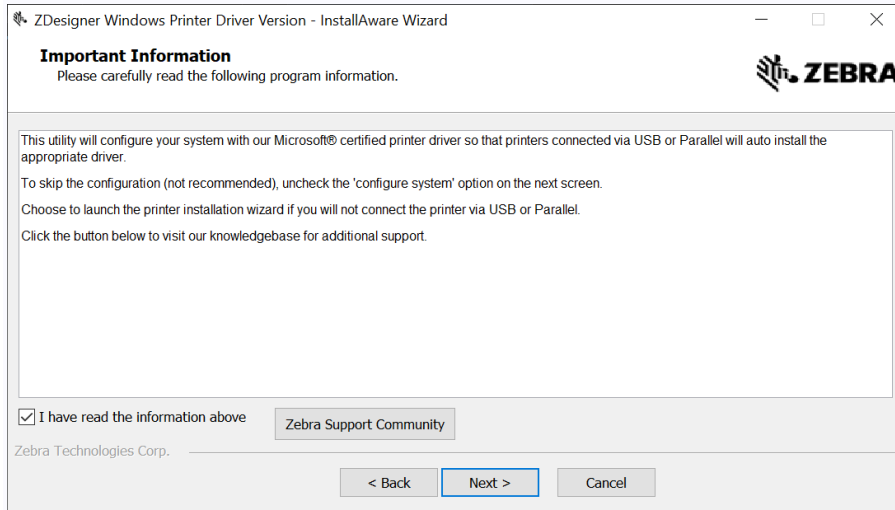 ZDesigner Windows Printer Driver Version - InstallAware Wizard
Important Information
Please carefully read the following program information.
ZEBRA
This utility will configure your system with our Microsoft® certified printer driver so that printers connected via USB or Parallel will auto install the
appropriate driver.
To skip the configuration (not recommended), uncheck the 'configure system' option on the next screen.
Choose to launch the printer installation wizard if you will not connect the printer via USB or Parallel.
Click the button below to visit our knowledgebase for additional support.
I have read the information above
Zebra Support Community
Zebra Technologies Corp.
< Back
Next >
Cancel